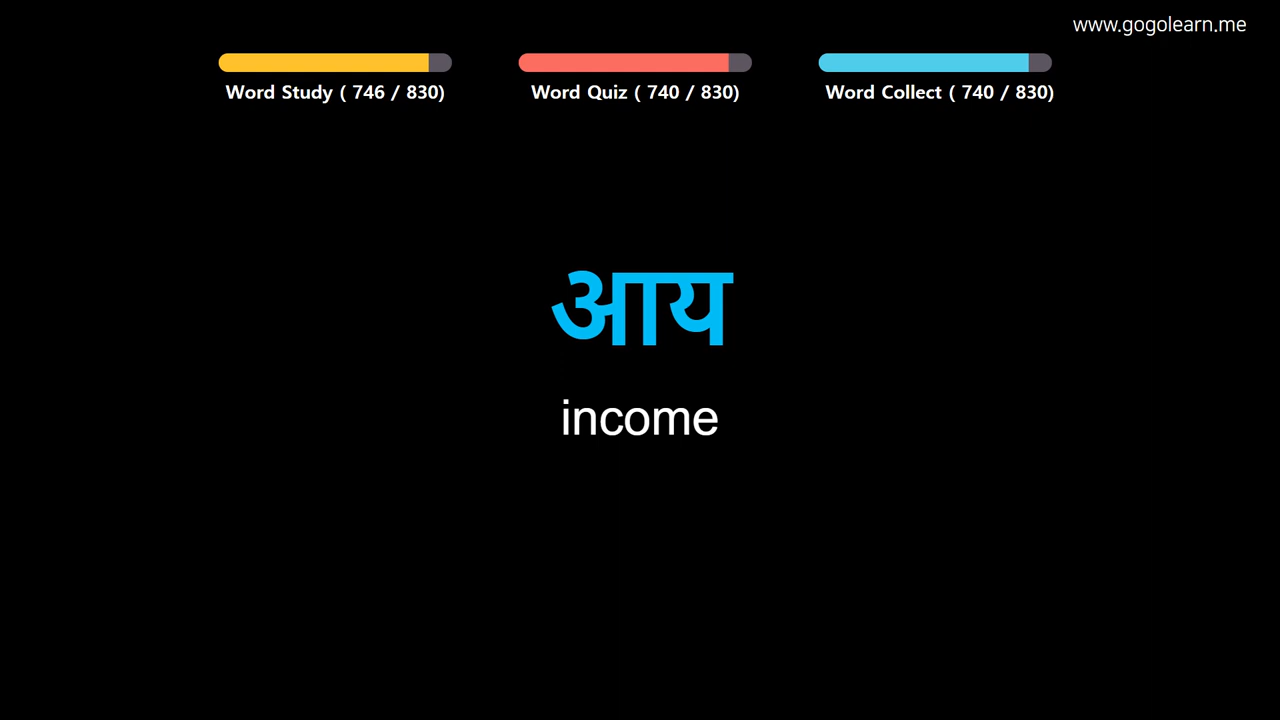 www.gogolearn.me
Word Study ( 746 / 830)
Word Quiz ( 740 / 830)
Word Collect ( 740 / 830)
आय
income